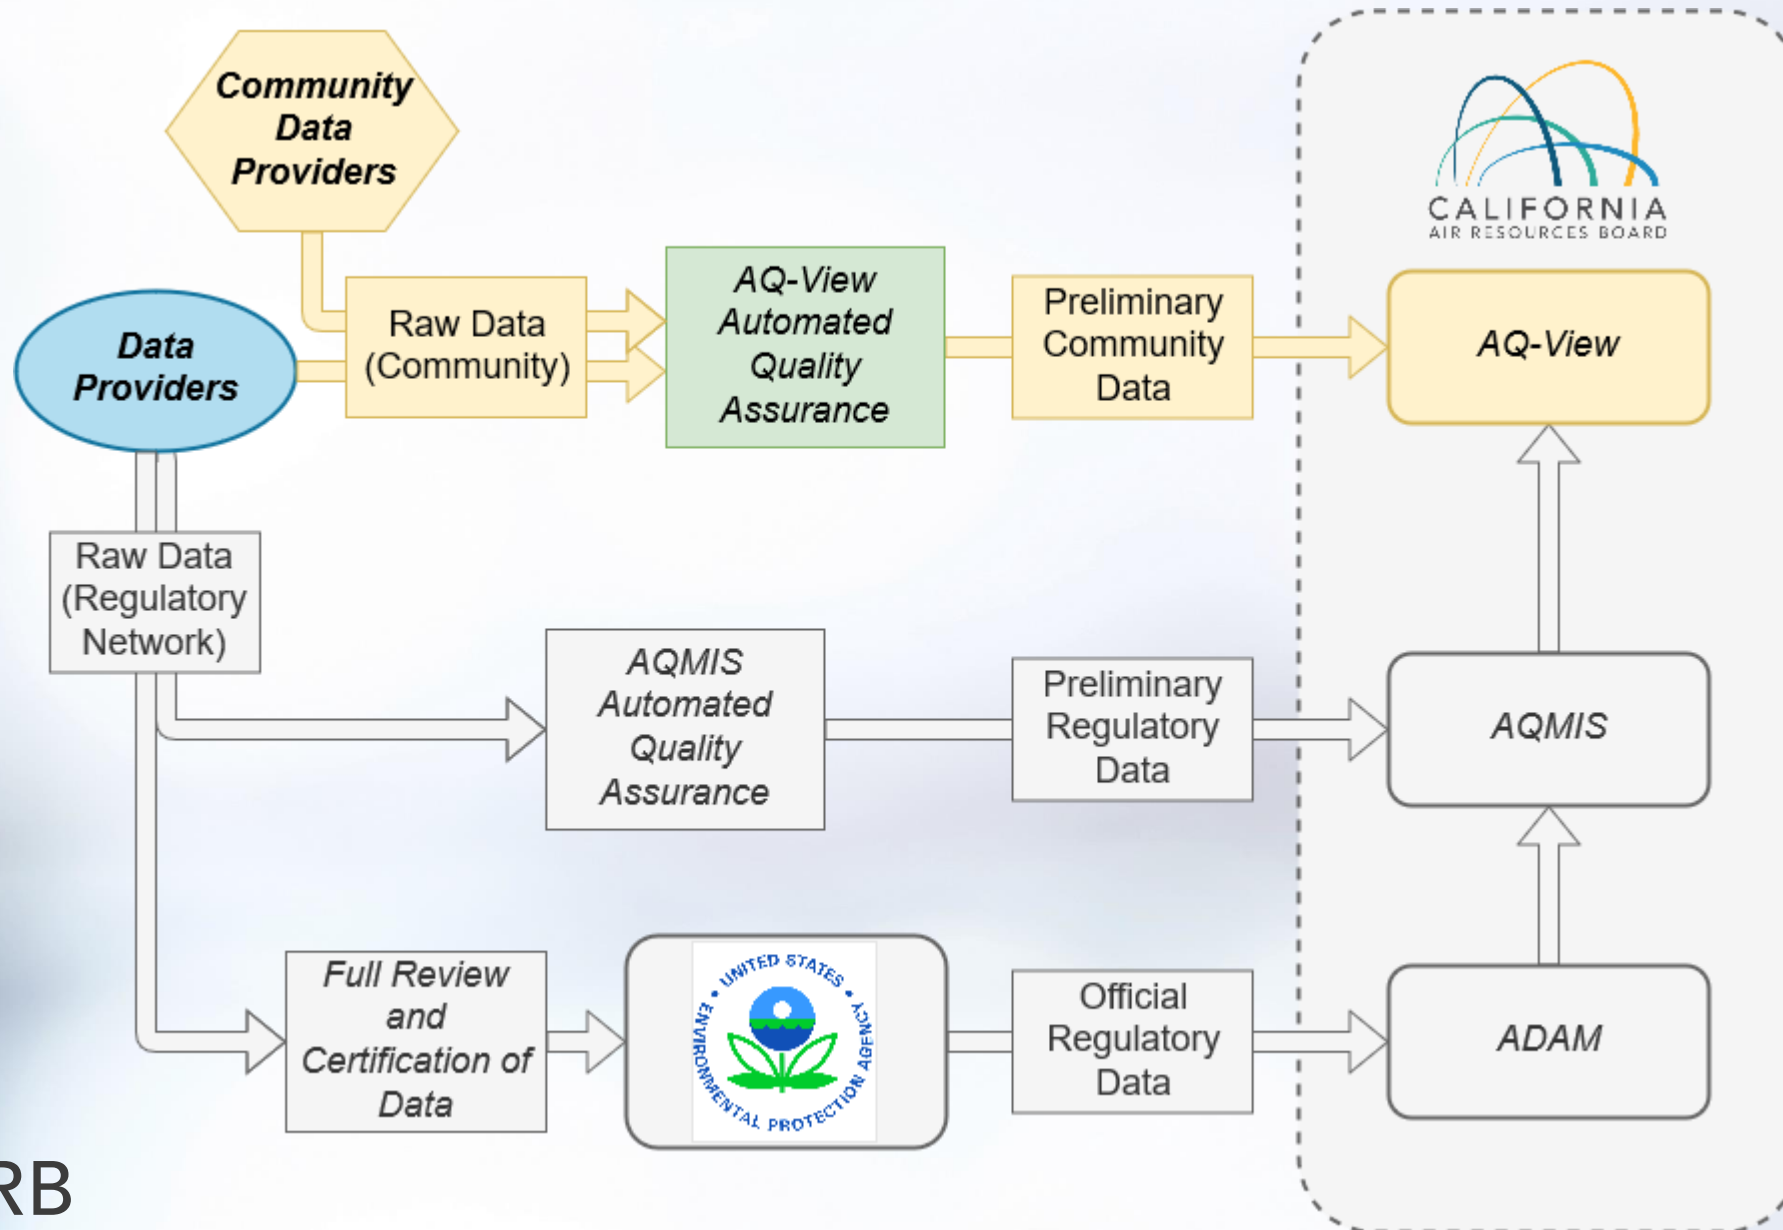 Community
Data
Providers
CALIFORNIA
AIR RESOURCES BOARD
Data
Providers
Raw Data
(Community)
AQ-View
Automated
Quality
Assurance
Preliminary
Community
Data
AQ-View
Raw Data
(Regulatory
Network)
AQMIS
Automated
Quality
Assurance
Preliminary
Regulatory
Data
AQMIS
Full Review
and
Certification of
Data
UNITED STATES
ENVIRONMENTAL PROTECTION AGENCY
Official
Regulatory
Data
ADAM
RB